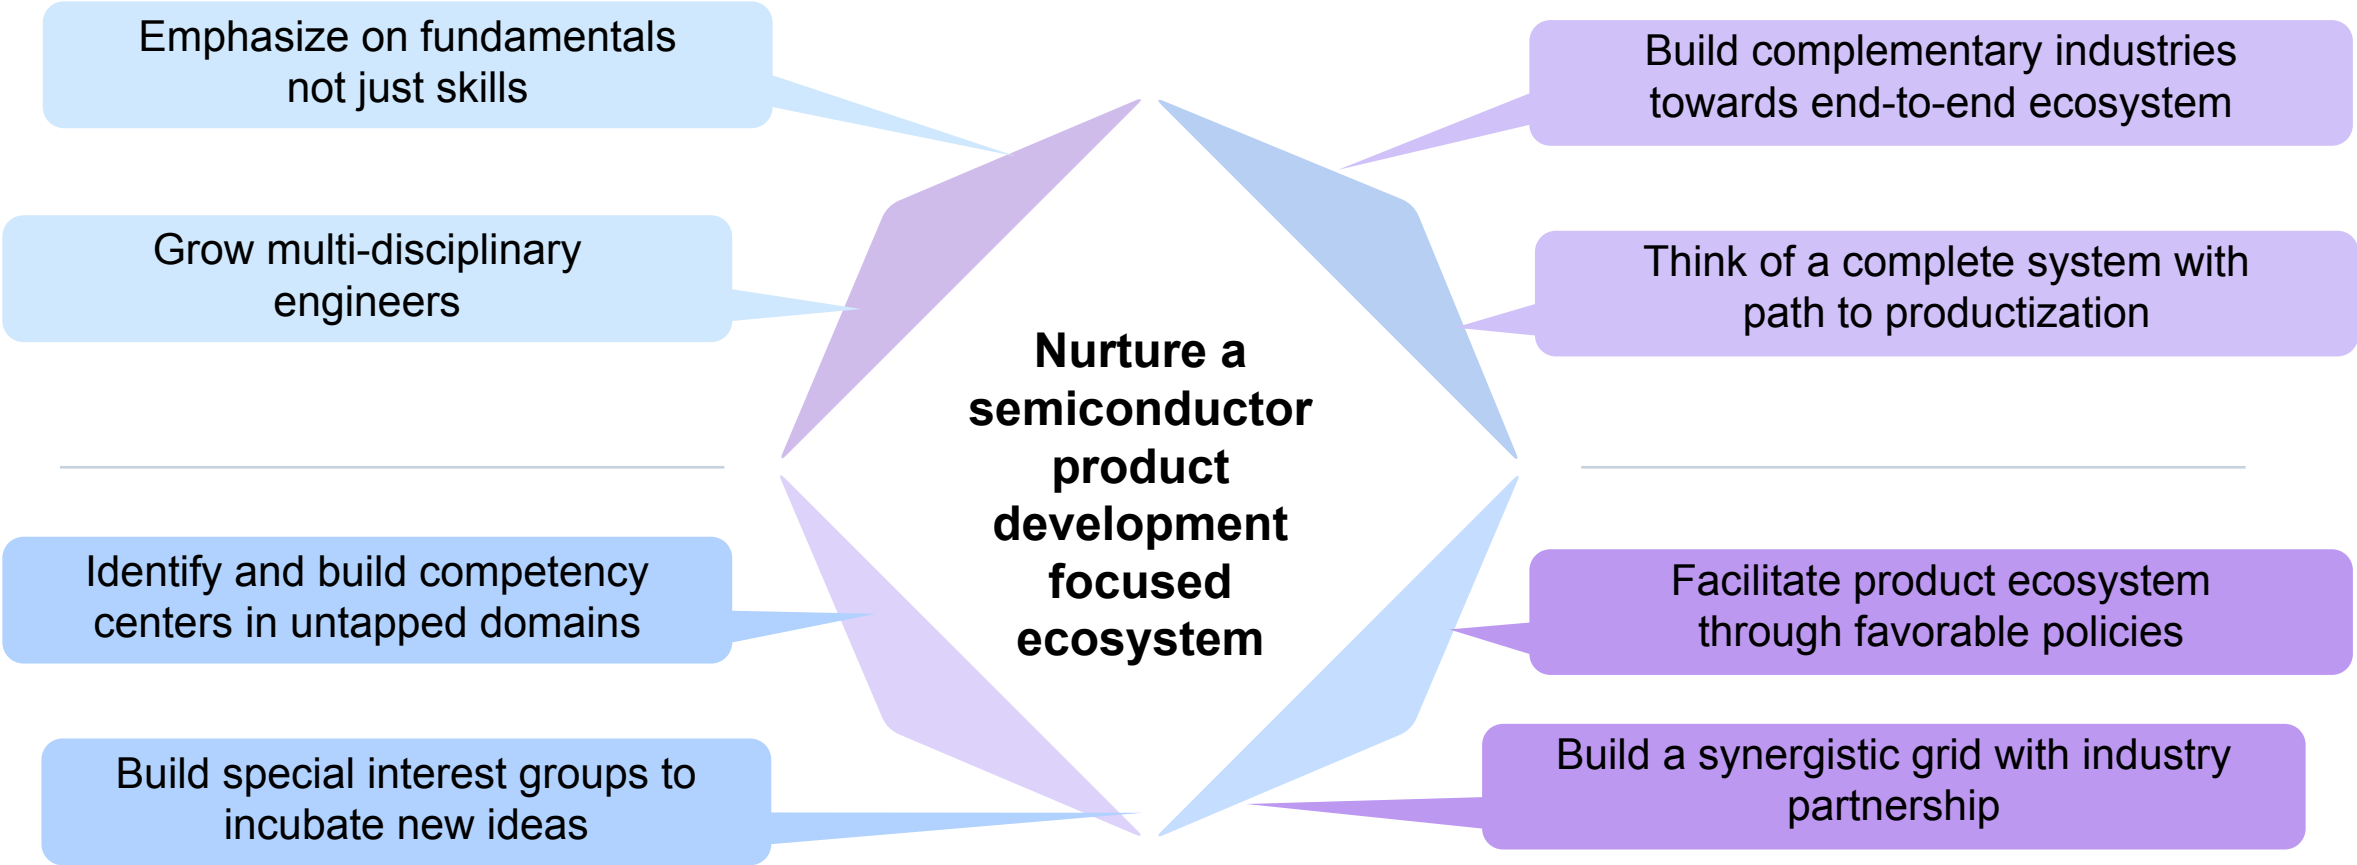 Emphasize on fundamentals
not just skills
Grow multi-disciplinary
engineers
Identify and build competency
centers in untapped domains
Build special interest groups to
incubate new ideas
Nurture a
semiconductor
product
development
focused
ecosystem
Build complementary industries
towards end-to-end ecosystem
Think of a complete system with
path to productization
Facilitate product ecosystem
through favorable policies
Build a synergistic grid with industry
partnership